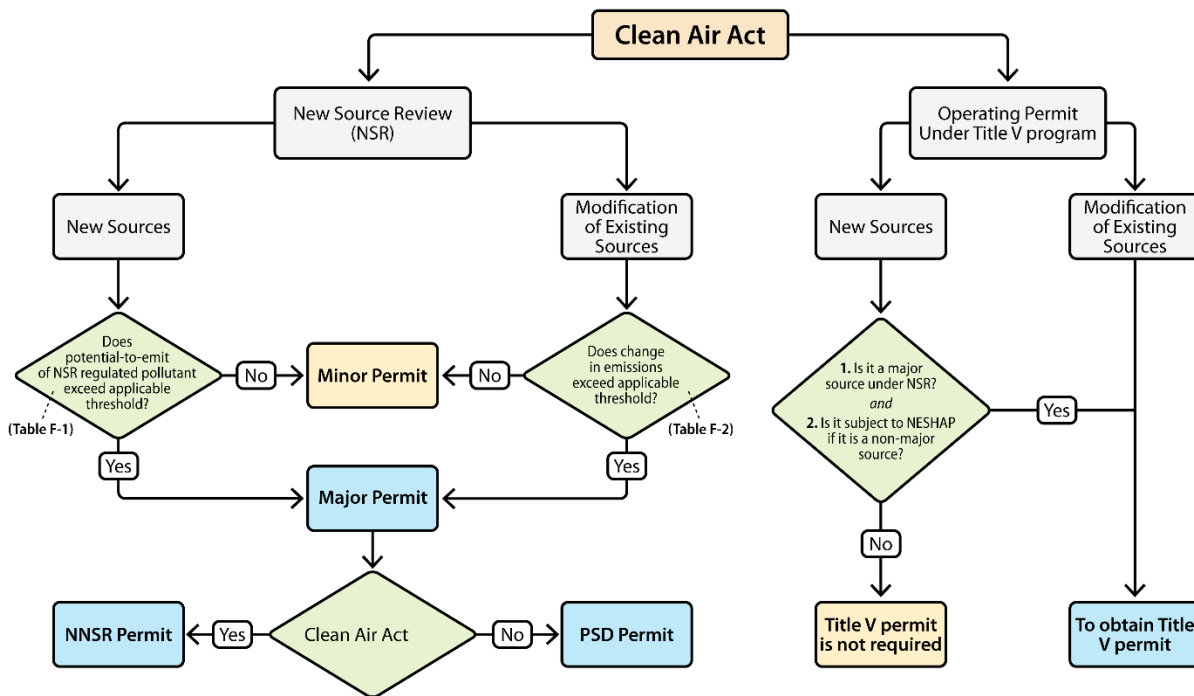 Clean Air Act
New Source Review
(NSR)
Operating Permit
Under Title V program
New Sources
Modification
of Existing
Sources
New Sources
Modification
of Existing
Sources
Does
potential-to-emit
of NSR regulated pollutant
exceed applicable
threshold?
(Table F-1)
No
Minor Permit
No
Does change
in emissions
exceed applicable
threshold?
(Table F-2)
1. Is it a major
source under NSR?
and
2. Is it subject to NESHAP
if it is a non-major
source?
Yes
Yes
Major Permit
Yes
No
NNSR Permit
Yes
Clean Air Act
No
PSD Permit
Title V permit
is not required
To obtain Title
V permit